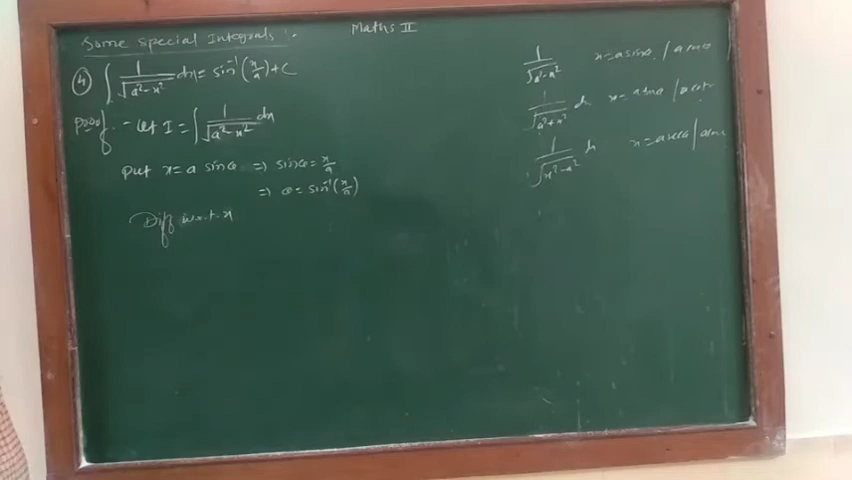 Maths II
Some Special Integrals :-
④ ∫ 1/√(a²-x²) dx = sin⁻¹(x/a) + C
Proof :- Let I = ∫ 1/√(a²-x²) dx
Put x = a sinθ ⇒ sinθ = x/a
⇒ θ = sin⁻¹(x/a)
Diff w.r.t. x
1/√(a²-x²) x = a sinθ /
1/√(a²+x²) dx
1/√(x²-a²) dx x = a secθ /